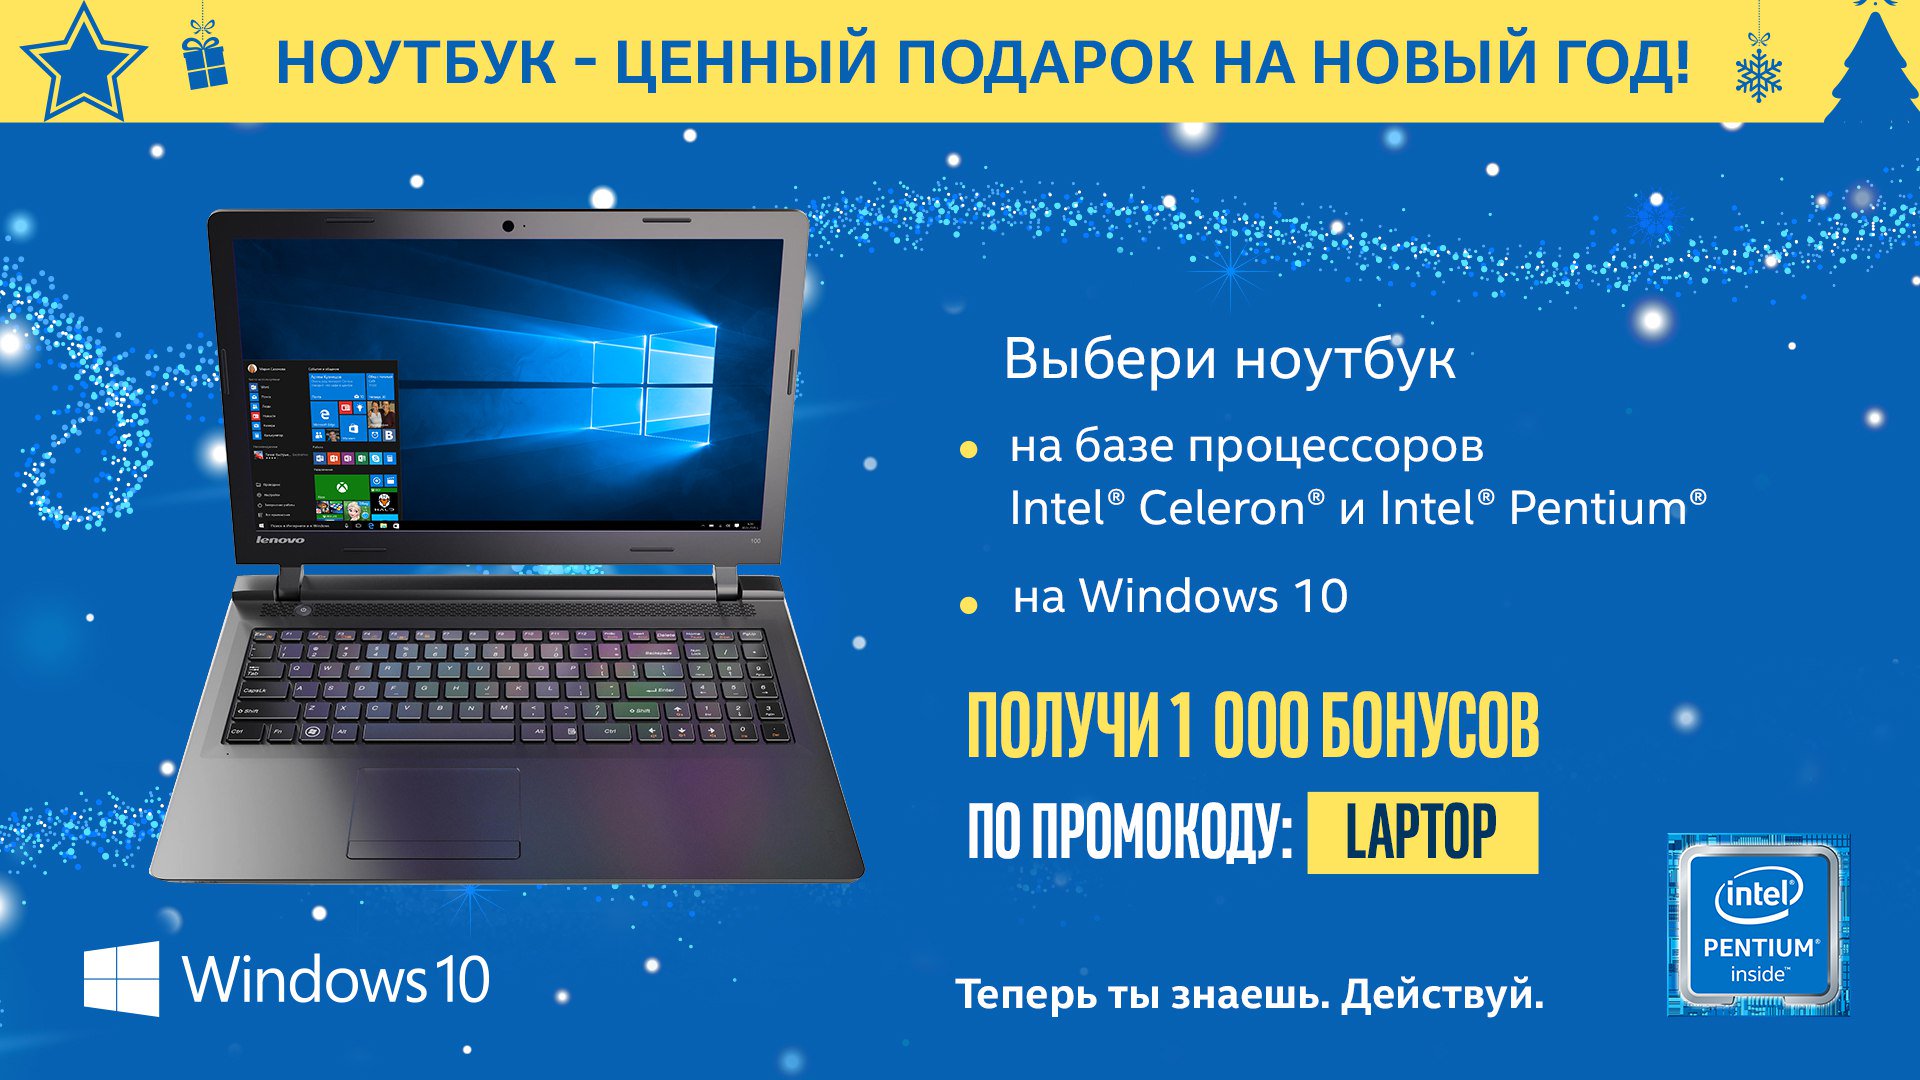 НОУТБУК - ЦЕННЫЙ ПОДАРОК НА НОВЫЙ ГОД!
Выбери ноутбук
на базе процессоров
Intel® Celeron® и Intel® Pentium®
на Windows 10
ПОЛУЧИ 1 000 БОНУСОВ
ПО ПРОМОКОДУ: LAPTOP
Теперь ты знаешь. Действуй.
lenovo
100
Windows 10
intel®
PENTIUM®
inside™